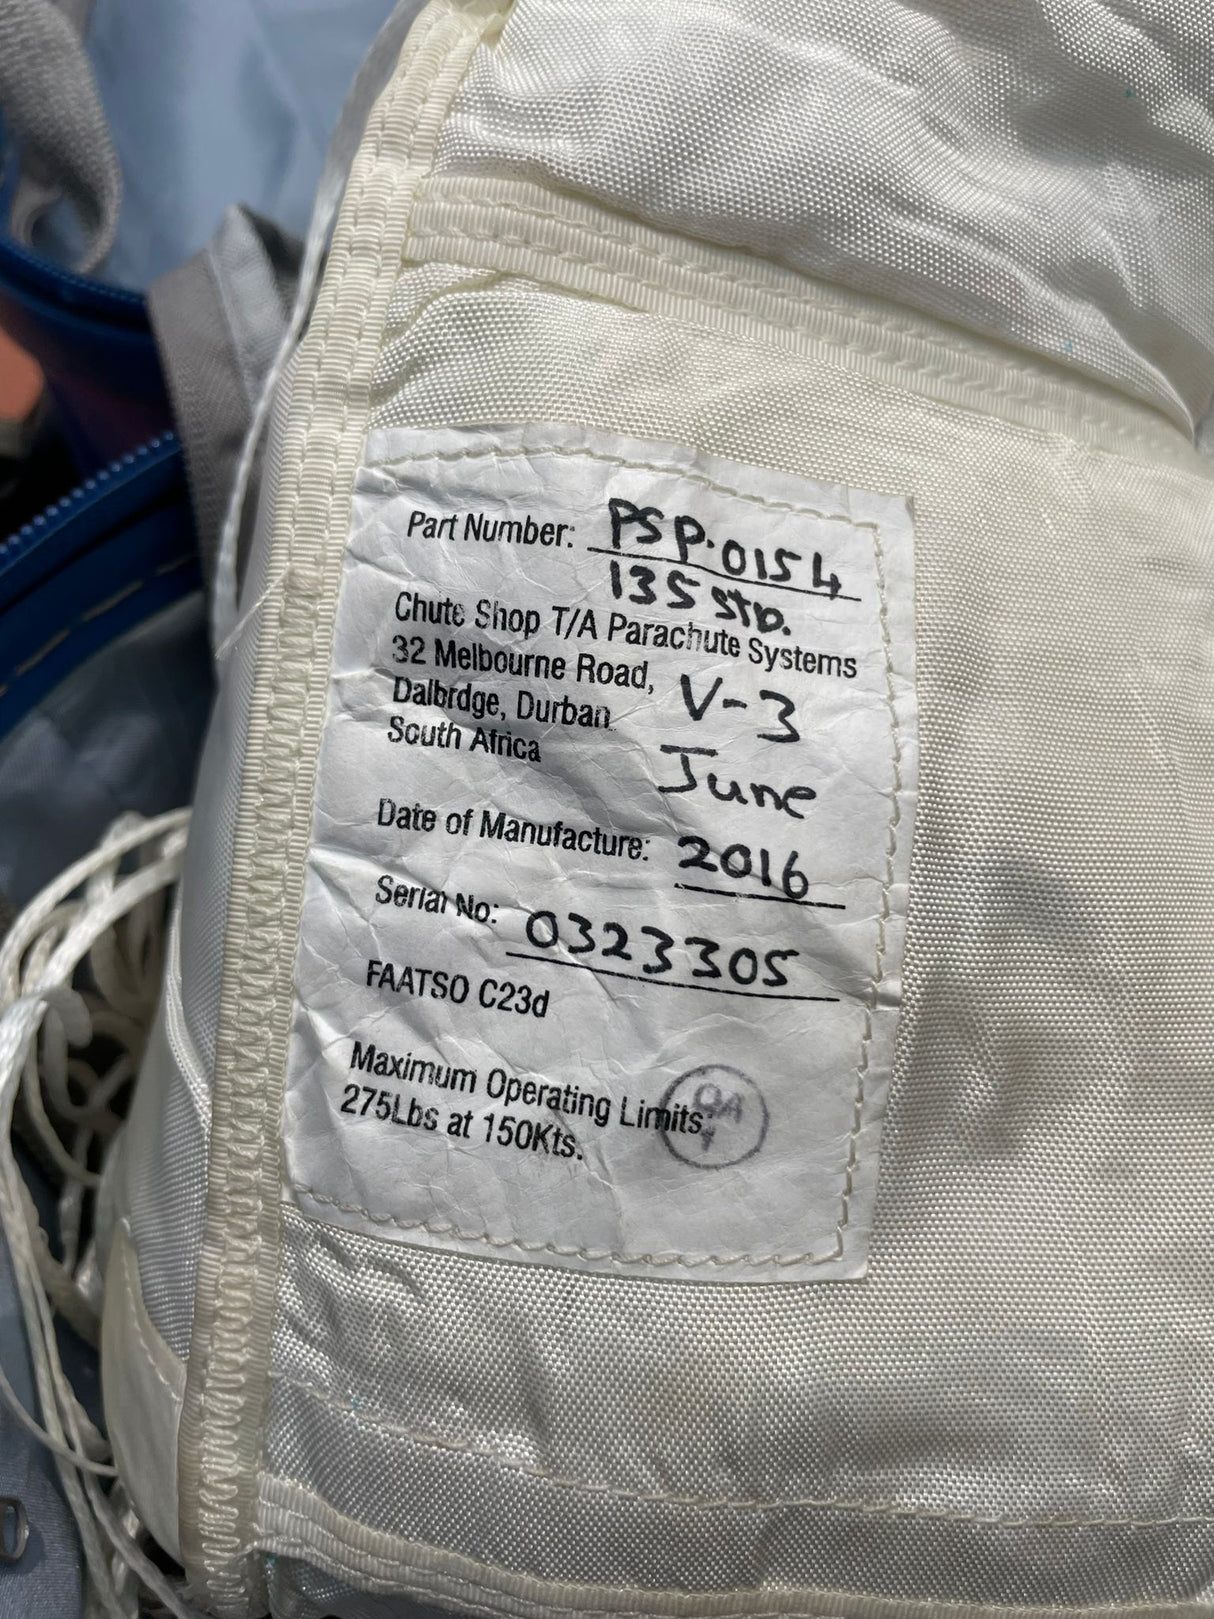 Part Number: PSP.0154
135 STD.
Chute Shop T/A Parachute Systems
32 Melbourne Road,
Dalbrdge, Durban
South Africa
V-3
June
Date of Manufacture: 2016
Serial No: 0323305
FAATSO C23d
Maximum Operating Limits,
275Lbs at 150Kts.
QA